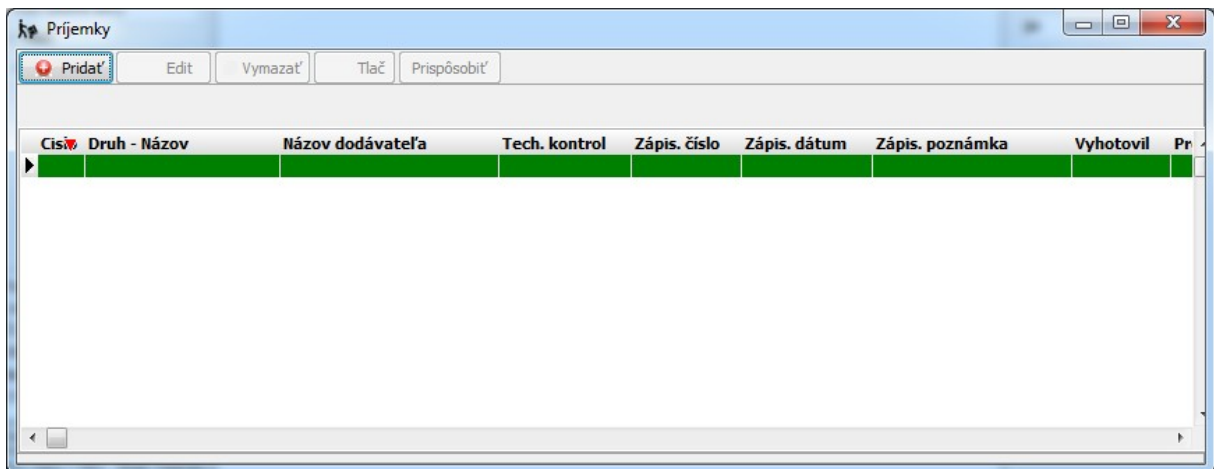 Príjemky
Pridať Edit Vymazať Tlač Prispôsobiť
Druh - Názov Názov dodávateľa Tech. kontrol Zápis. číslo Zápis. dátum Zápis. poznámka Vyhotovil